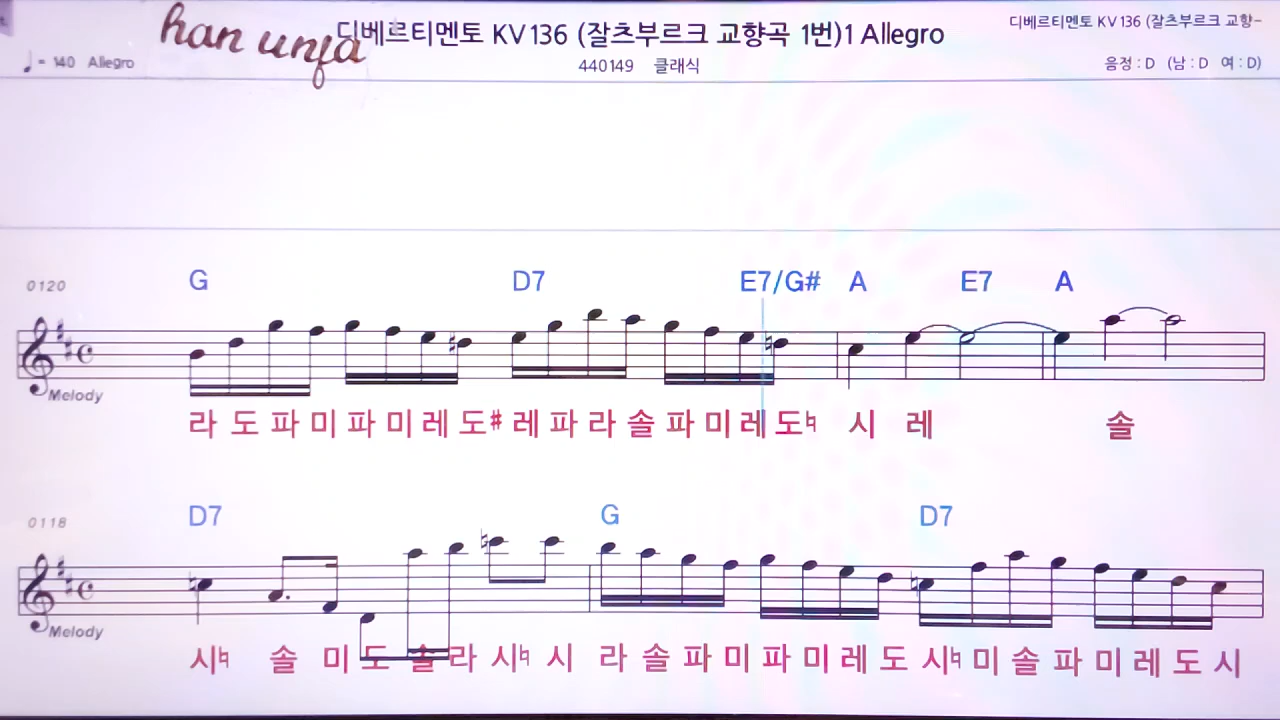 han unfa
디베르티멘토 KV 136 (잘츠부르크 교향곡 1번)1 Allegro
디베르티멘토 KV 136 (잘츠부르크 교향-
♩= 140 Allegro
440149 클래식
음정 : D (남 : D 여 : D)
0120
G D7 E7/G# A E7 A
Melody
라 도 파 미 파 미 레 도# 레 파 라 솔 파 미 레 도♮ 시 레 솔
0118
D7 G D7
Melody
시♮ 솔 미 도 솔 라 시♮ 시 라 솔 파 미 파 미 레 도 시♮ 미 솔 파 미 레 도 시